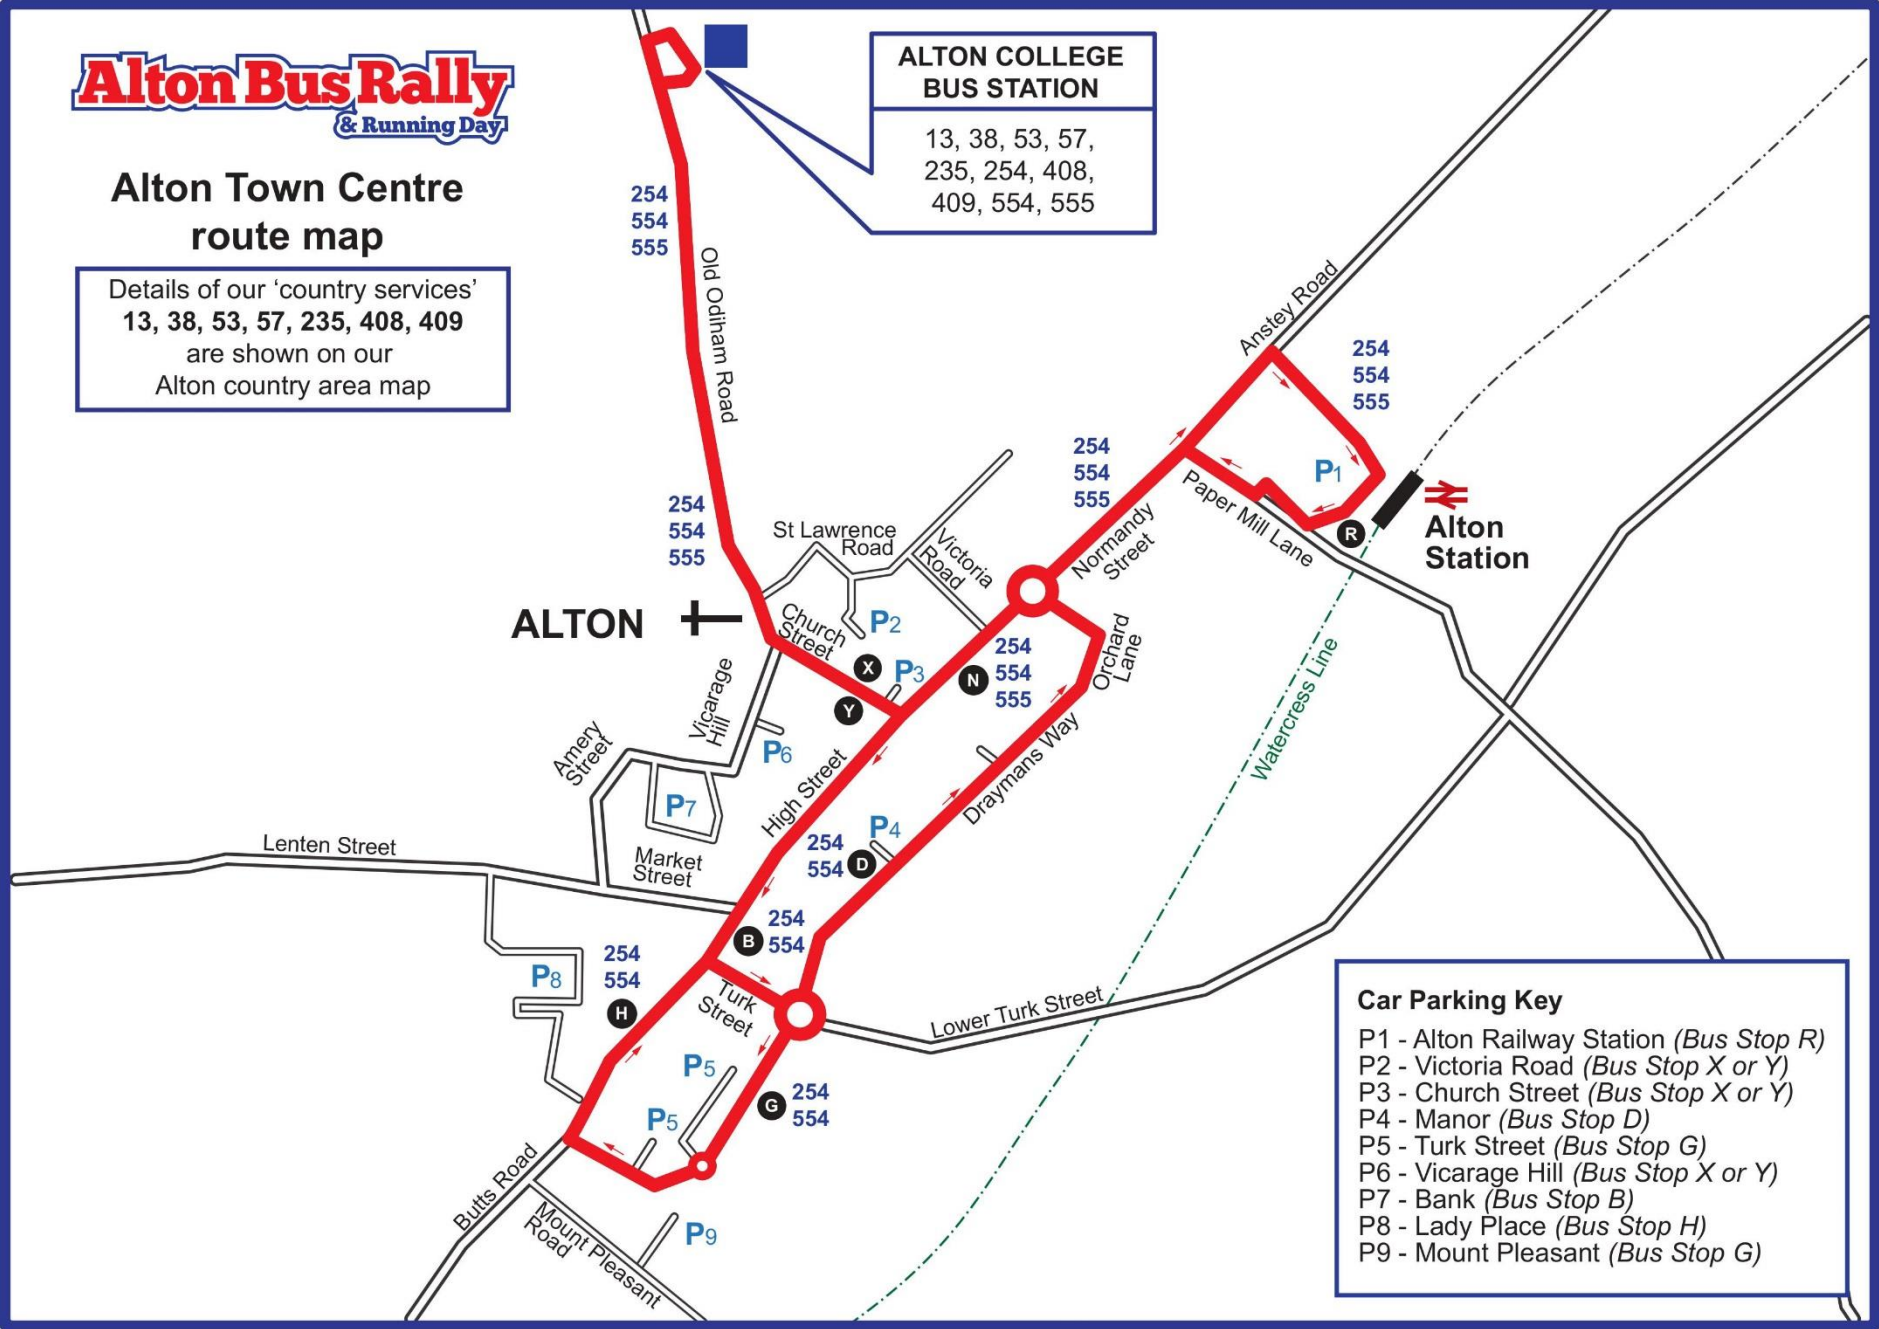 Alton Bus Rally
& Running Day
Alton Town Centre
route map
Details of our ‘country services’
13, 38, 53, 57, 235, 408, 409
are shown on our
Alton country area map
ALTON COLLEGE
BUS STATION
13, 38, 53, 57,
235, 254, 408,
409, 554, 555
254
554
555
Old Odiham Road
254
554
555
Anstey Road
254
554
555
P1
R
Alton
Station
254
554
555
Normandy
Street
Paper Mill Lane
St Lawrence
Road
Victoria
Road
ALTON
Church
Street
P2
X
P3
Y
N
254
554
555
Orchard
Lane
Watercress Line
Vicarage
Hill
P6
Amery
Street
P7
High Street
Draymans Way
P4
254
554
D
Lenten Street
Market
Street
B
254
554
P8
254
554
H
Turk
Street
Lower Turk Street
P5
P5
G
254
554
Butts Road
Mount Pleasant
Road
P9
Car Parking Key
P1 - Alton Railway Station (Bus Stop R)
P2 - Victoria Road (Bus Stop X or Y)
P3 - Church Street (Bus Stop X or Y)
P4 - Manor (Bus Stop D)
P5 - Turk Street (Bus Stop G)
P6 - Vicarage Hill (Bus Stop X or Y)
P7 - Bank (Bus Stop B)
P8 - Lady Place (Bus Stop H)
P9 - Mount Pleasant (Bus Stop G)